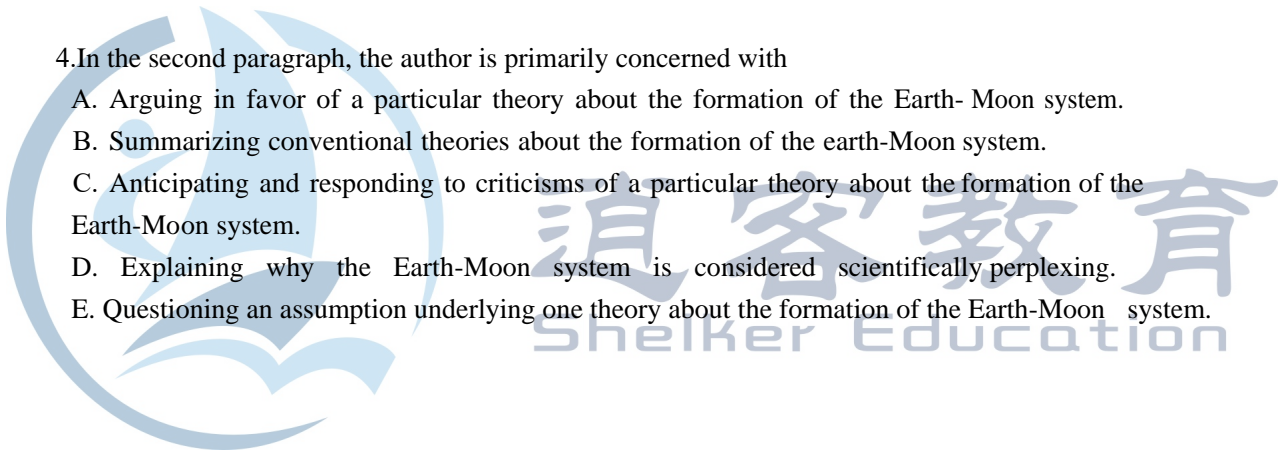 4.In the second paragraph, the author is primarily concerned with
A. Arguing in favor of a particular theory about the formation of the Earth- Moon system.
B. Summarizing conventional theories about the formation of the earth-Moon system.
C. Anticipating and responding to criticisms of a particular theory about the formation of the
Earth-Moon system.
D. Explaining why the Earth-Moon system is considered scientifically perplexing.
E. Questioning an assumption underlying one theory about the formation of the Earth-Moon system.
逍客教育
Shelker Education